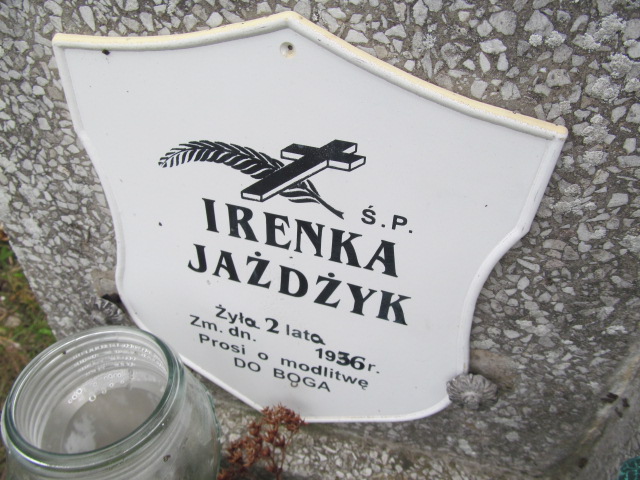 Ś.P.
IRENKA
JAŻDŻYK
Żyła 2 lata
Zm. dn. 1936 r.
Prosi o modlitwę
DO BOGA